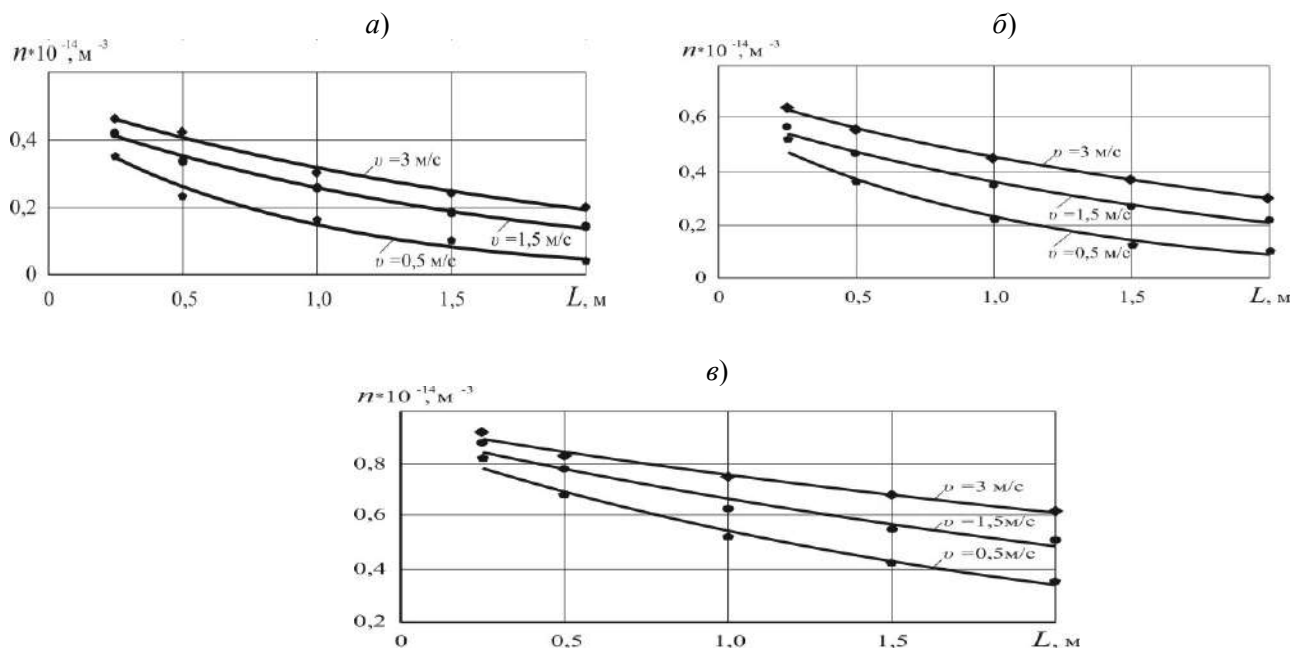 а)
n*10 -14, м -3
0,4
0,2
0
υ = 3 м/с
υ = 1,5 м/с
υ = 0,5 м/с
0 0,5 1,0 1,5 L, м
б)
n*10 -14, м -3
0,6
0,4
0,2
0
υ = 3 м/с
υ = 1,5 м/с
υ = 0,5 м/с
0 0,5 1,0 1,5 L, м
в)
n*10 -14, м -3
0,8
0,6
0,4
0,2
υ = 3 м/с
υ = 1,5м/с
υ = 0,5м/с
0 0,5 1,0 1,5 L, м